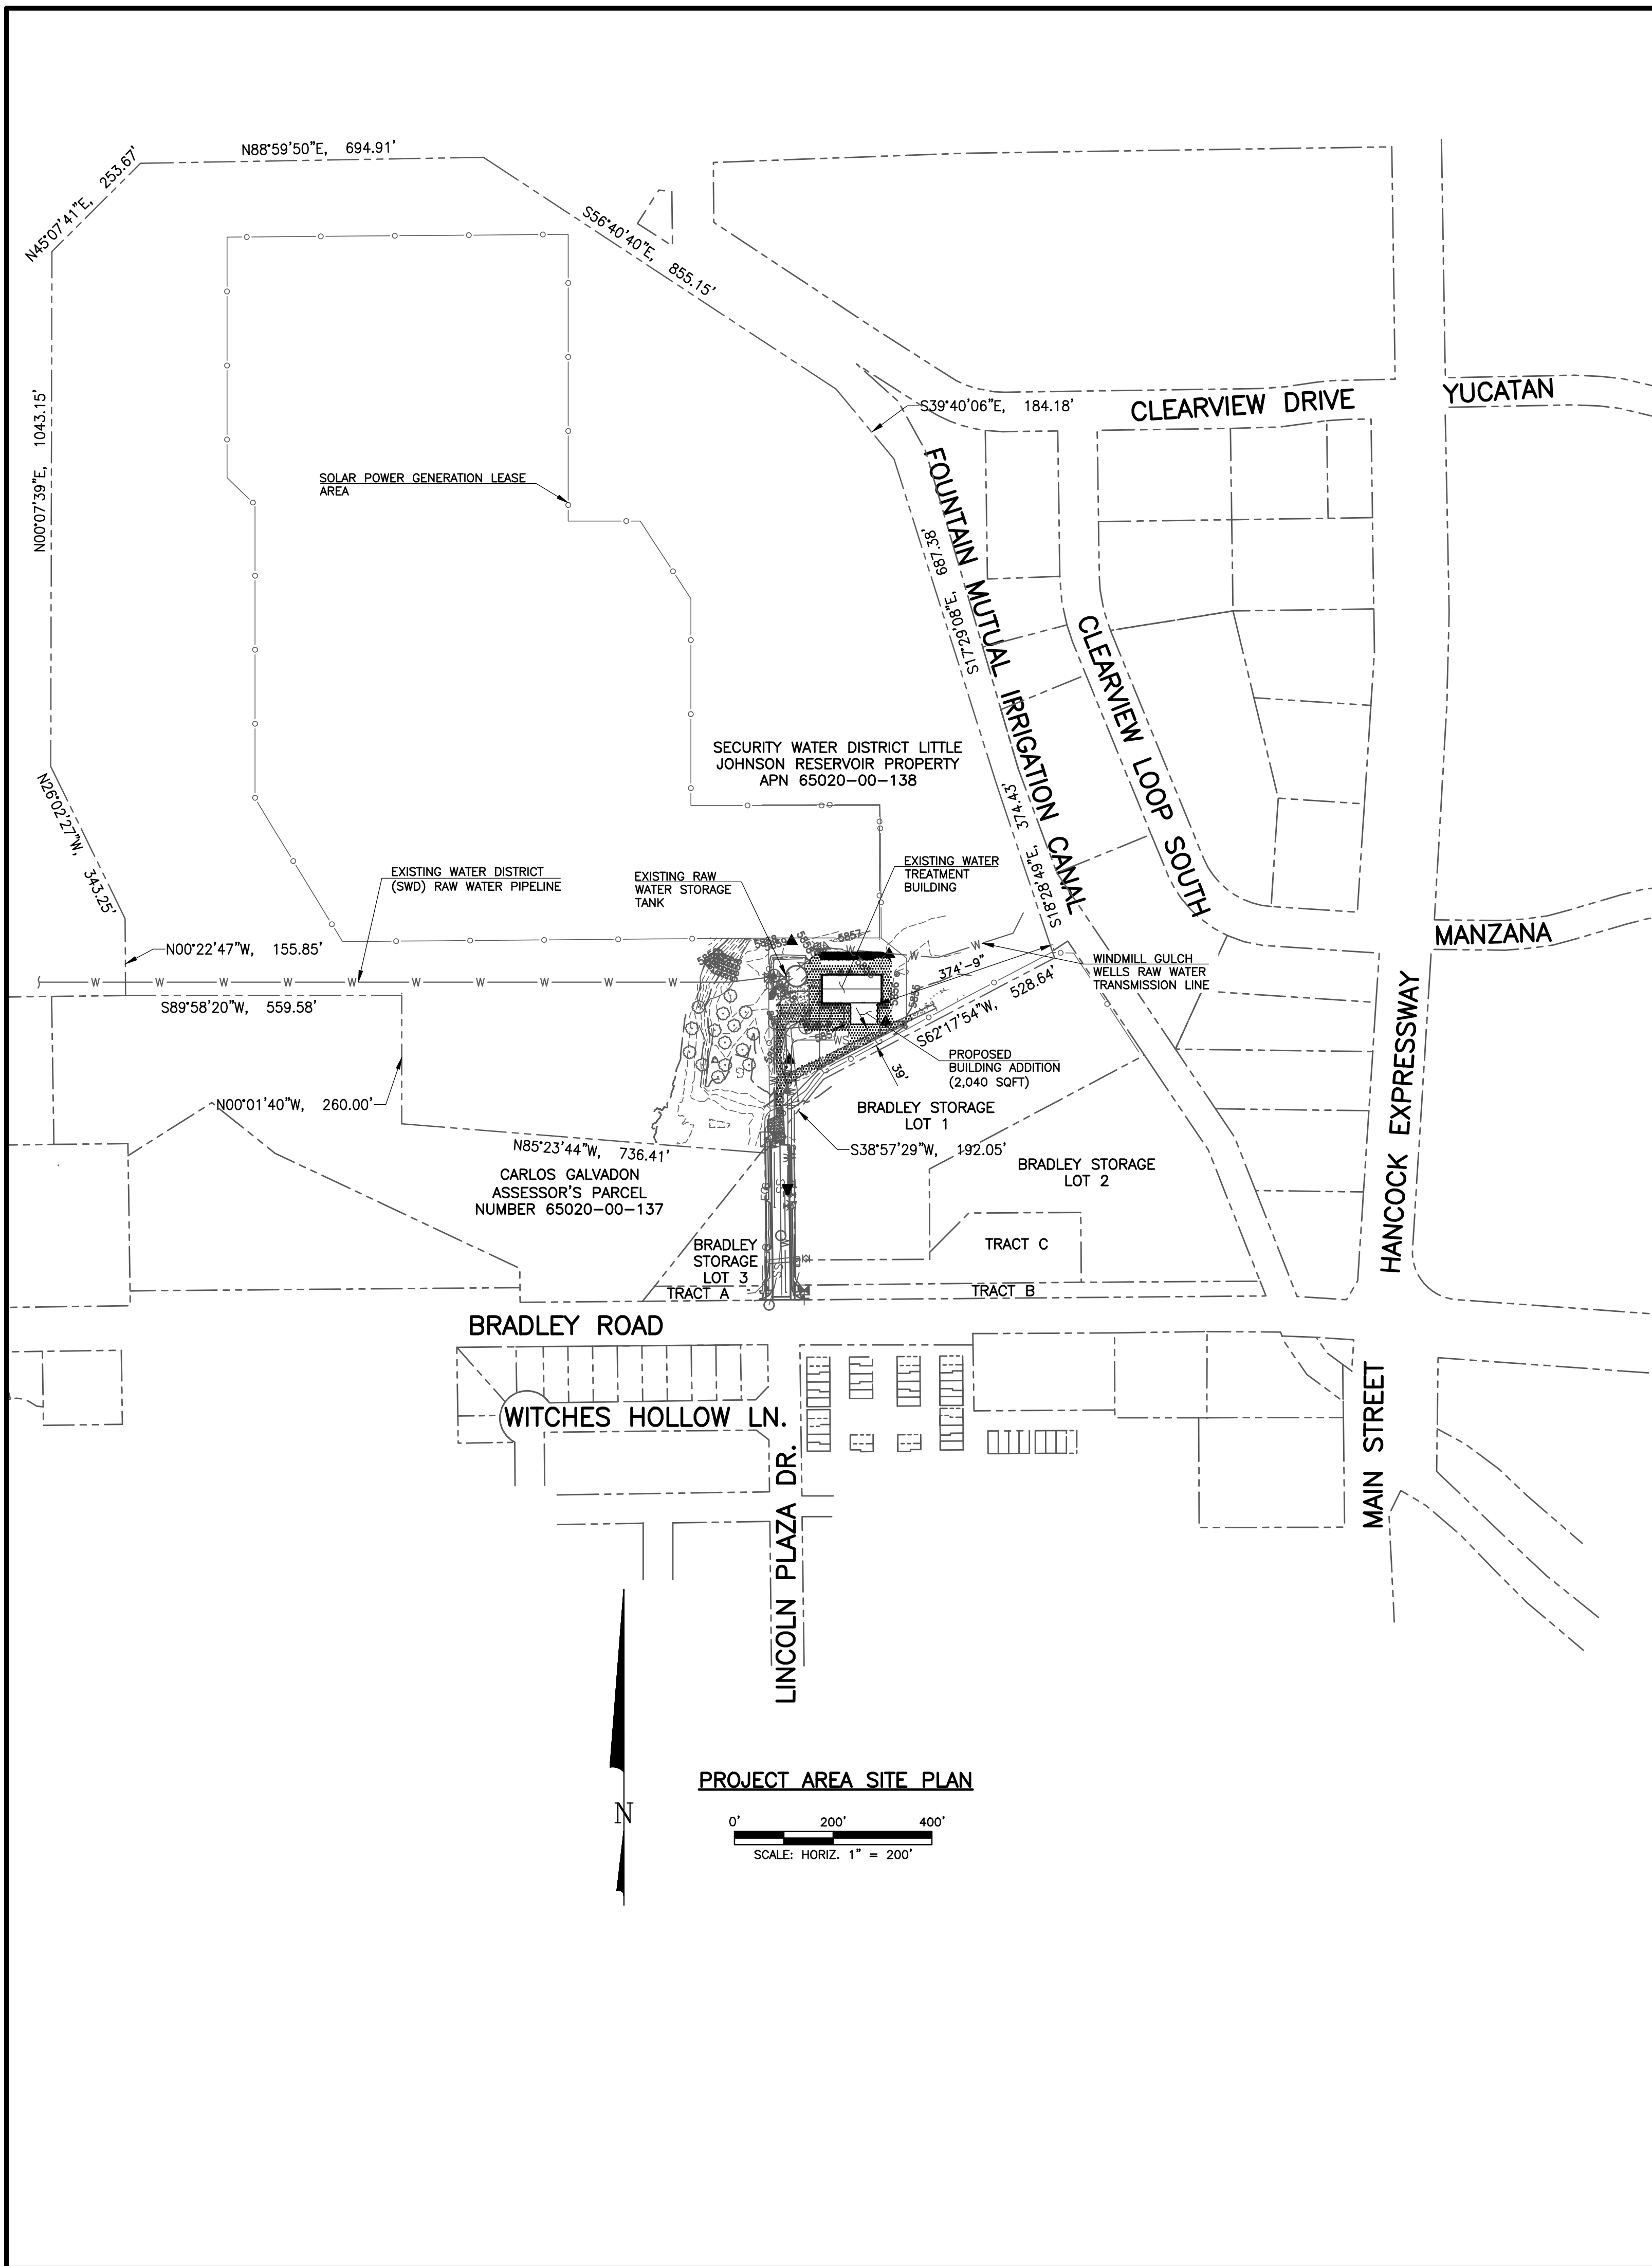 N88°59'50"E, 694.91'
N45°07'41"E, 253.67'
S56°40'40"E, 855.15'
N00°07'39"E, 1043.15'
S39°40'06"E, 184.18'
CLEARVIEW DRIVE
YUCATAN
SOLAR POWER GENERATION LEASE
AREA
FOUNTAIN MUTUAL IRRIGATION CANAL
S17°29'08"E, 687.38'
CLEARVIEW LOOP SOUTH
SECURITY WATER DISTRICT LITTLE
JOHNSON RESERVOIR PROPERTY
APN 65020-00-138
N26°02'27"W, 343.25'
S18°28'49"E, 374.43'
EXISTING WATER DISTRICT
(SWD) RAW WATER PIPELINE
EXISTING RAW
WATER STORAGE
TANK
EXISTING WATER
TREATMENT
BUILDING
MANZANA
N00°22'47"W, 155.85'
5857
W
W
W
374'-9"
WINDMILL GULCH
WELLS RAW WATER
TRANSMISSION LINE
W W W W W W W W W W
S89°58'20"W, 559.58'
5856
5855
S62°17'54"W, 528.64'
WS
39'
PROPOSED
BUILDING ADDITION
(2,040 SQFT)
HANCOCK EXPRESSWAY
N00°01'40"W, 260.00'
BRADLEY STORAGE
LOT 1
N85°23'44"W, 736.41'
S38°57'29"W, 192.05'
BRADLEY STORAGE
LOT 2
CARLOS GALVADON
ASSESSOR'S PARCEL
NUMBER 65020-00-137
BRADLEY
STORAGE
LOT 3
TRACT C
TRACT A
TRACT B
BRADLEY ROAD
WITCHES HOLLOW LN.
LINCOLN PLAZA DR.
MAIN STREET
N
PROJECT AREA SITE PLAN
0' 200' 400'
SCALE: HORIZ. 1" = 200'